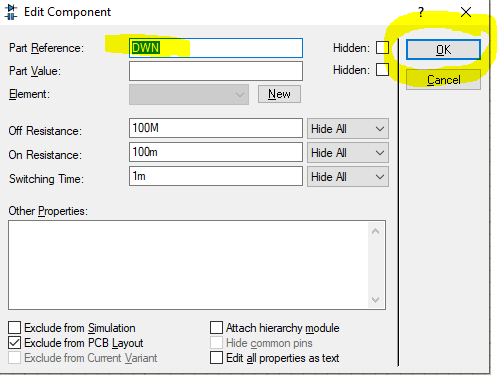 Edit Component ? ×
Part Reference: DWN Hidden: OK
Part Value: Hidden:
Cancel
Element: New
Off Resistance: 100M Hide All
On Resistance: 100m Hide All
Switching Time: 1m Hide All
Other Properties:
Exclude from Simulation Attach hierarchy module
Exclude from PCB Layout Hide common pins
Exclude from Current Variant Edit all properties as text